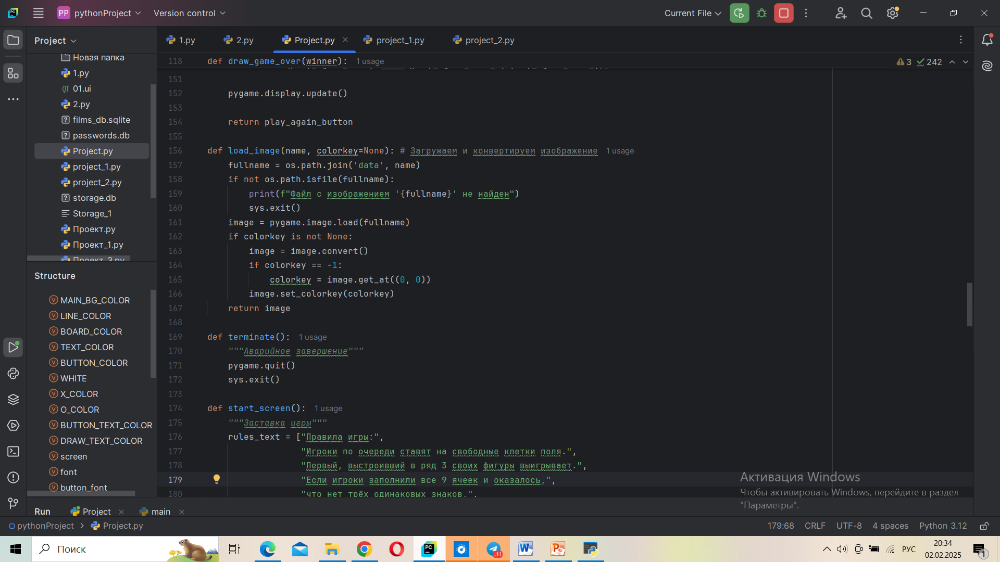 PC
PP pythonProject Version control Current File
Project 1.py 2.py Project.py project_1.py project_2.py
Новая папка
1.py
QT 01.ui
2.py
films_db.sqlite
passwords.db
Project.py
project_1.py
project_2.py
storage.db
Storage_1
Проект.py
Проект_1.py
Проект_3.py
Structure
MAIN_BG_COLOR
LINE_COLOR
BOARD_COLOR
TEXT_COLOR
BUTTON_COLOR
WHITE
X_COLOR
O_COLOR
BUTTON_TEXT_COLOR
DRAW_TEXT_COLOR
screen
font
button_font
118 def draw_game_over(winner): 1 usage 3 242
151
152 pygame.display.update()
153
154 return play_again_button
155
156 def load_image(name, colorkey=None): # Загружаем и конвертируем изображение 1 usage
157 fullname = os.path.join('data', name)
158 if not os.path.isfile(fullname):
159 print(f"Файл с изображением '{fullname}' не найден")
160 sys.exit()
161 image = pygame.image.load(fullname)
162 if colorkey is not None:
163 image = image.convert()
164 if colorkey == -1:
165 colorkey = image.get_at((0, 0))
166 image.set_colorkey(colorkey)
167 return image
168
169 def terminate(): 1 usage
170 """Аварийное завершение"""
171 pygame.quit()
172 sys.exit()
173
174 def start_screen(): 1 usage
175 """Заставка игры"""
176 rules_text = ["Правила игры:",
177 "Игроки по очереди ставят на свободные клетки поля.",
178 "Первый, выстроивший в ряд 3 своих фигуры выигрывает.",
179 "Если игроки заполнили все 9 ячеек и оказалось,",
180 "что нет трёх одинаковых знаков,",
Активация Windows
Чтобы активировать Windows, перейдите в раздел
"Параметры".
Run Project main
pythonProject Project.py 179:68 CRLF UTF-8 4 spaces Python 3.12
Поиск PC ..11 РУС 20:34
02.02.2025 1